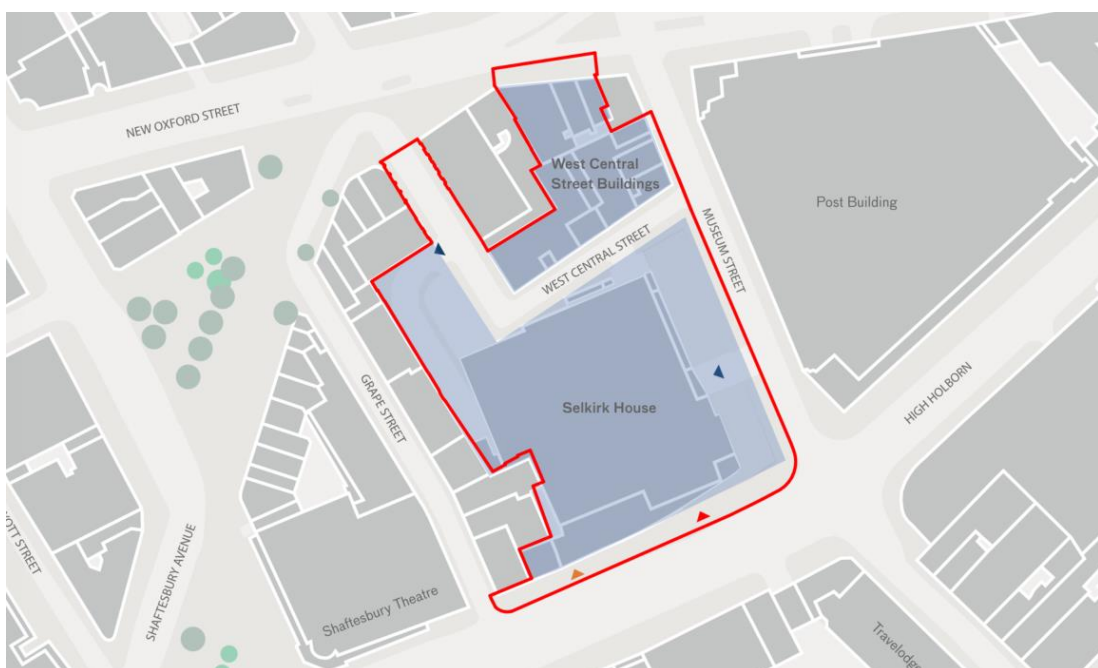 NEW OXFORD STREET
West Central
Street Buildings
Post Building
MUSEUM STREET
WEST CENTRAL STREET
HIGH HOLBORN
GRAPE STREET
Selkirk House
SHAFTESBURY AVENUE
STREET
Shaftesbury Theatre